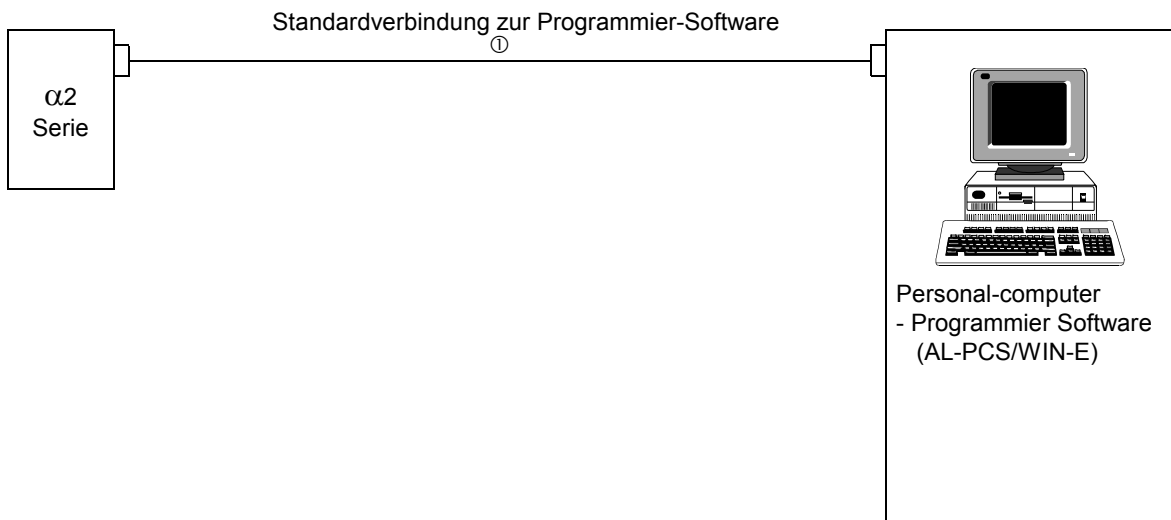 Standardverbindung zur Programmier-Software
①
α2
Serie
Personal-computer
- Programmier Software
(AL-PCS/WIN-E)